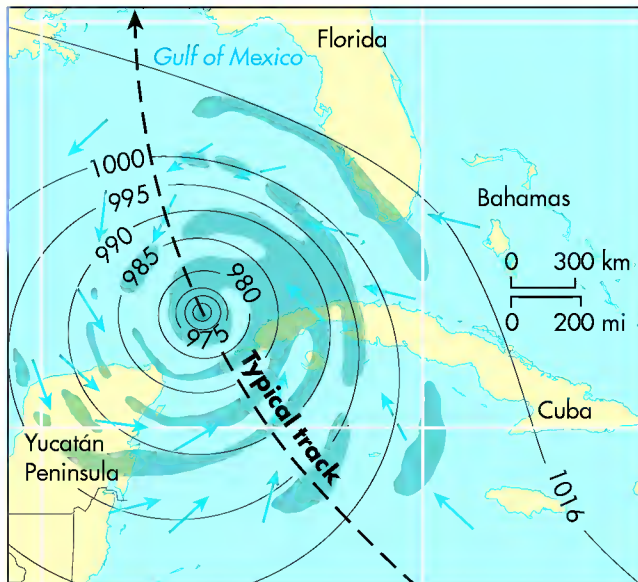 Florida
Gulf of Mexico
1000
995
990
985
980
975
Bahamas
0 300 km
0 200 mi
Typical track
Cuba
Yucatán
Peninsula
1016